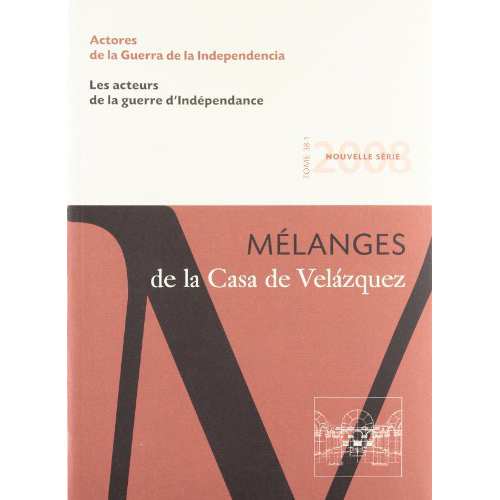 Actores
de la Guerra de la Independencia
Les acteurs
de la guerre d'Indépendance
TOME 38-1
2008
NOUVELLE SÉRIE
MÉLANGES
de la Casa de Velázquez